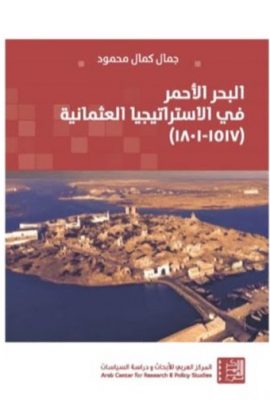 جمال كمال محمود
البحر الأحمر
في الاستراتيجيا العثمانية
(١٥١٧-١٨٠١)
المركز العربي للأبحاث ودراسة السياسات
Arab Center for Research & Policy Studies